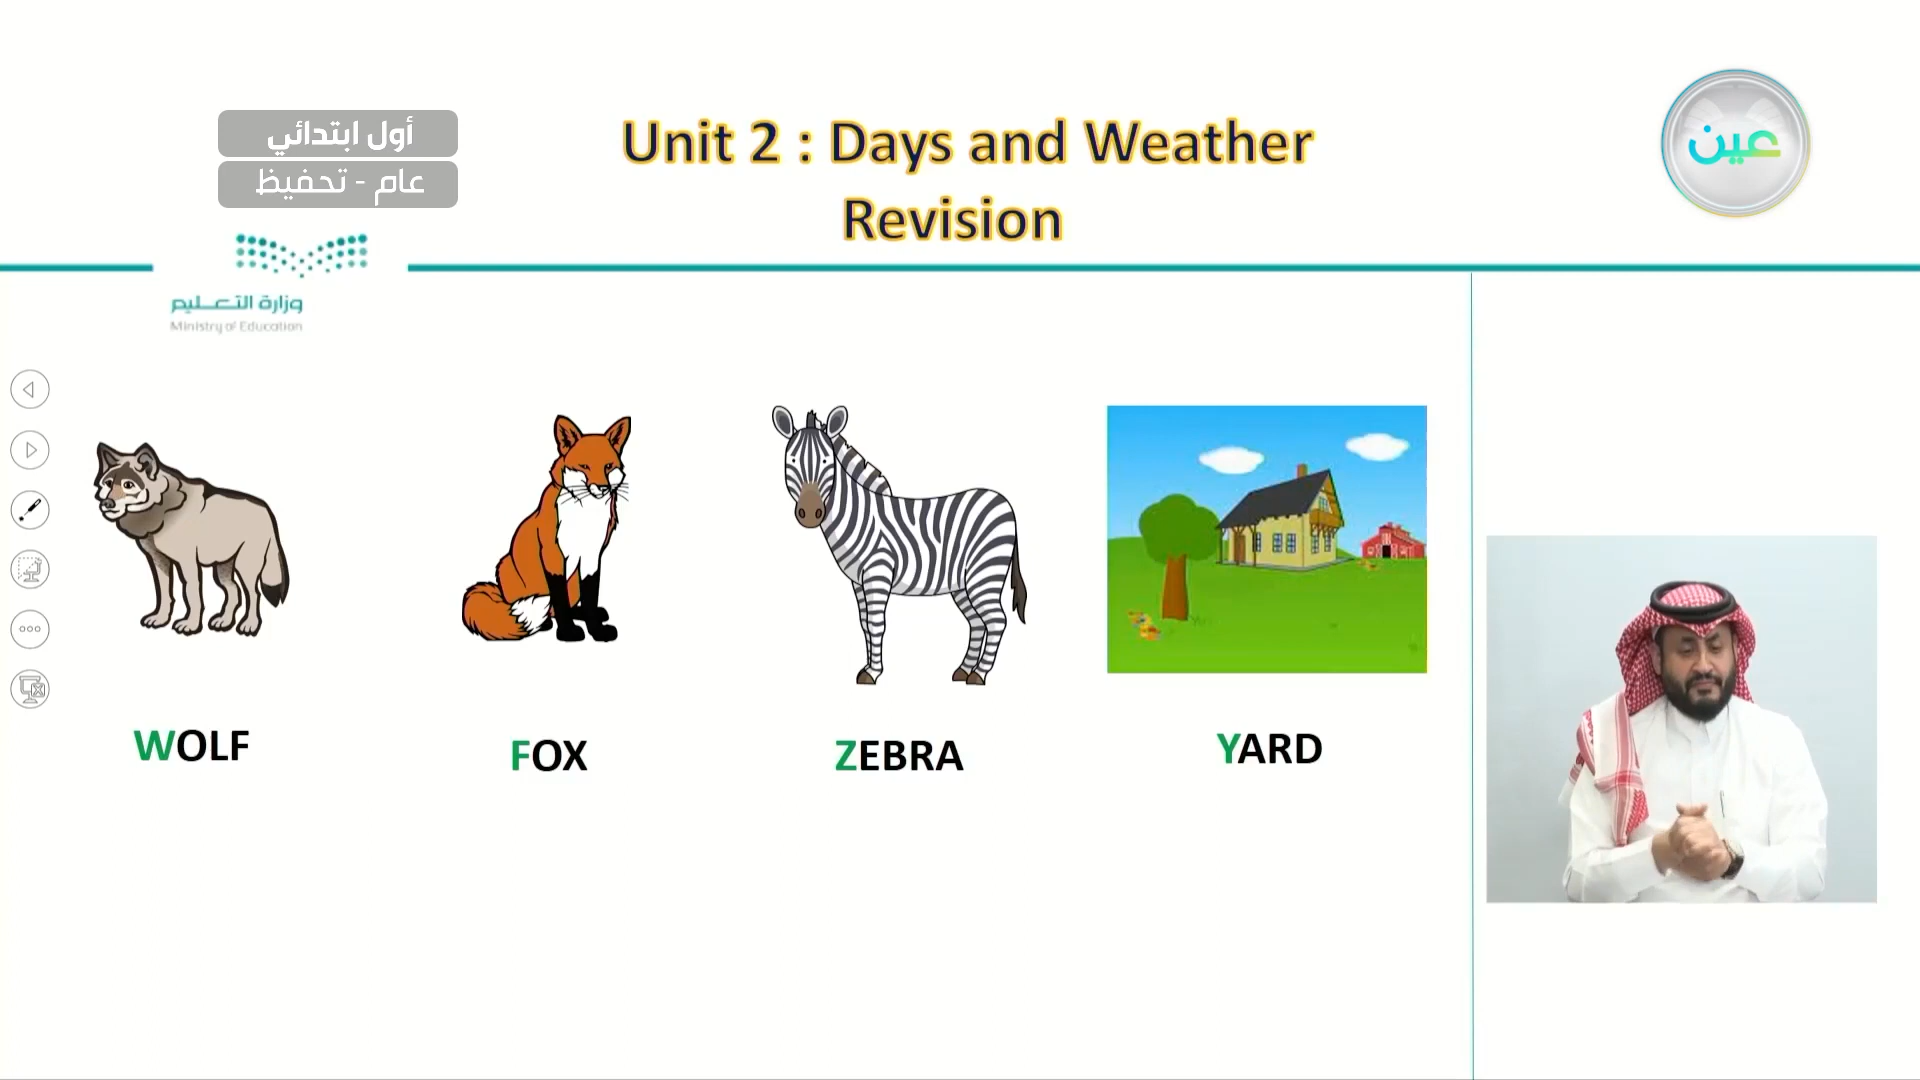 أول ابتدائي
عام - تحفيظ
Unit 2 : Days and Weather
Revision
عين
وزارة التعليم
Ministry of Education
WOLF
FOX
ZEBRA
YARD